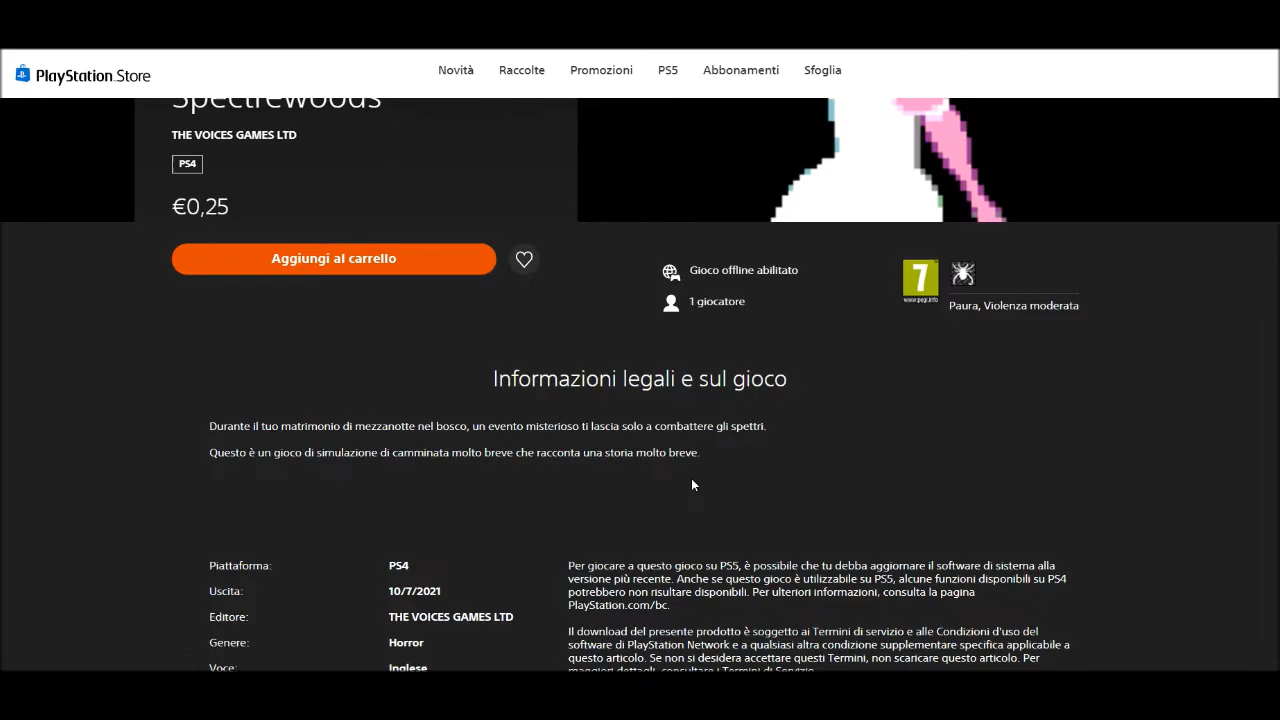 PlayStation.Store
Novità Raccolte Promozioni PS5 Abbonamenti Sfoglia
Spectrewoods
THE VOICES GAMES LTD
PS4
€0,25
Aggiungi al carrello
Gioco offline abilitato
1 giocatore
7
www.pegi.info
Paura, Violenza moderata
Informazioni legali e sul gioco
Durante il tuo matrimonio di mezzanotte nel bosco, un evento misterioso ti lascia solo a combattere gli spettri.
Questo è un gioco di simulazione di camminata molto breve che racconta una storia molto breve.
Piattaforma: PS4
Uscita: 10/7/2021
Editore: THE VOICES GAMES LTD
Genere: Horror
Voce: Inglese
Per giocare a questo gioco su PS5, è possibile che tu debba aggiornare il software di sistema alla
versione più recente. Anche se questo gioco è utilizzabile su PS5, alcune funzioni disponibili su PS4
potrebbero non risultare disponibili. Per ulteriori informazioni, consulta la pagina
PlayStation.com/bc.
Il download del presente prodotto è soggetto ai Termini di servizio e alle Condizioni d'uso del
software di PlayStation Network e a qualsiasi altra condizione supplementare specifica applicabile a
questo articolo. Se non si desidera accettare questi Termini, non scaricare questo articolo. Per
maggiori dettagli, consultare i Termini di Servizio.